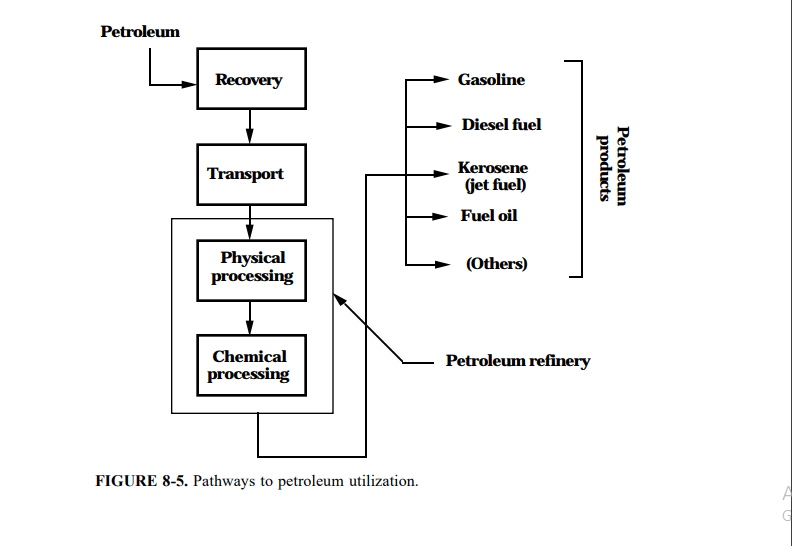 Petroleum
Recovery
Transport
Physical
processing
Chemical
processing
Gasoline
Diesel fuel
Kerosene
(jet fuel)
Fuel oil
(Others)
Petroleum
products
Petroleum refinery
FIGURE 8-5. Pathways to petroleum utilization.
A
G